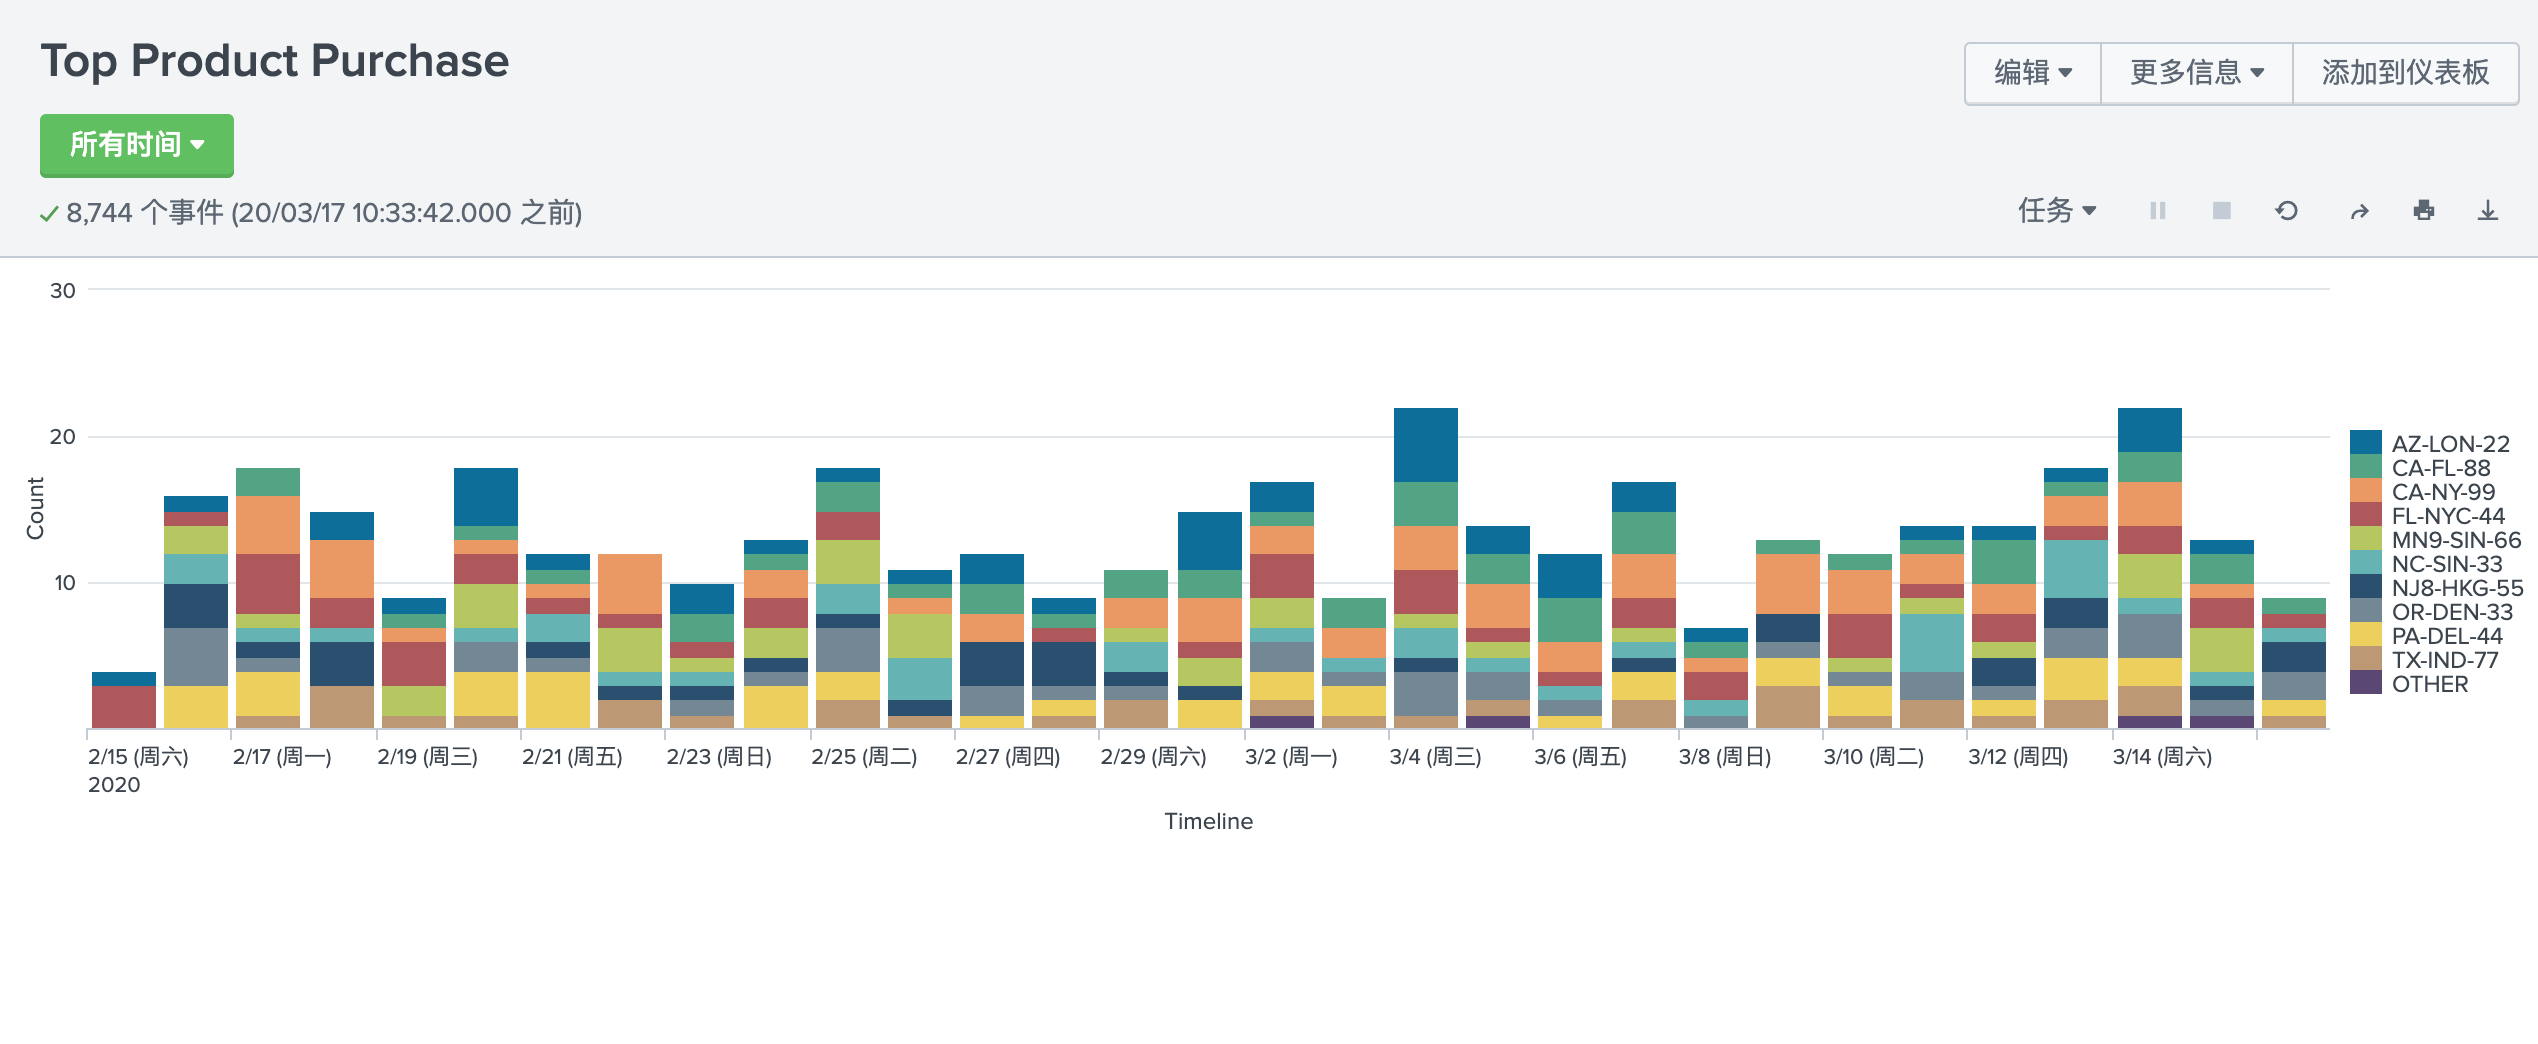 Top Product Purchase
编辑 更多信息 添加到仪表板
所有时间
8,744 个事件 (20/03/17 10:33:42.000 之前)
任务
30
20
10
Count
AZ-LON-22
CA-FL-88
CA-NY-99
FL-NYC-44
MN9-SIN-66
NC-SIN-33
NJ8-HKG-55
OR-DEN-33
PA-DEL-44
TX-IND-77
OTHER
2/15 (周六) 2/17 (周一) 2/19 (周三) 2/21 (周五) 2/23 (周日) 2/25 (周二) 2/27 (周四) 2/29 (周六) 3/2 (周一) 3/4 (周三) 3/6 (周五) 3/8 (周日) 3/10 (周二) 3/12 (周四) 3/14 (周六)
2020
Timeline